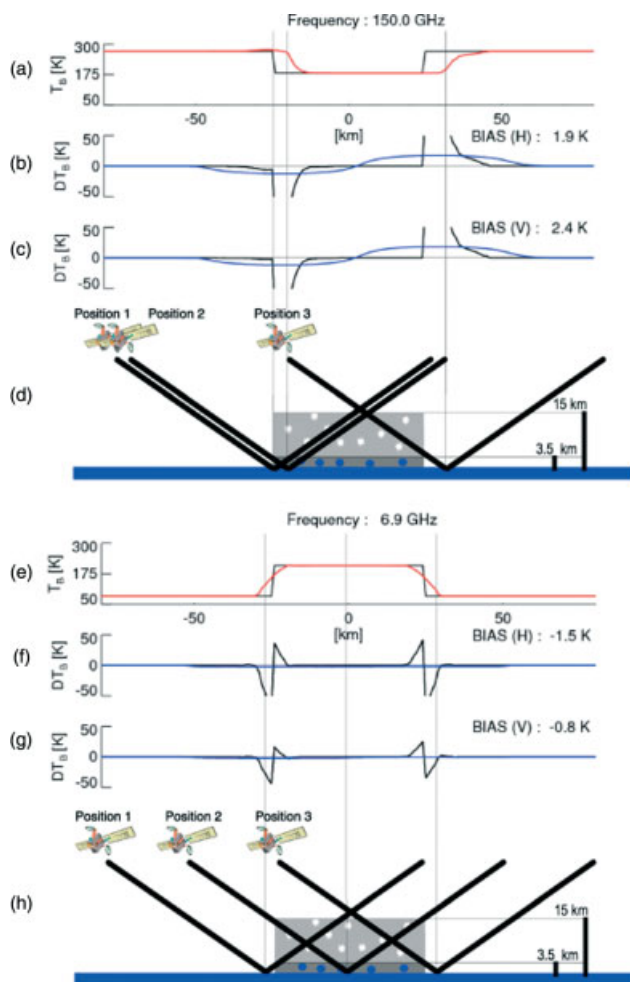 Frequency : 150.0 GHz
(a)
T_B [K]
300
175
50
-50
0
50
[km]
(b)
DT_B [K]
50
0
-50
BIAS (H) : 1.9 K
(c)
DT_B [K]
50
0
-50
BIAS (V) : 2.4 K
Position 1
Position 2
Position 3
(d)
15 km
3.5 km
Frequency : 6.9 GHz
(e)
T_B [K]
300
175
50
-50
0
50
[km]
(f)
DT_B [K]
50
0
-50
BIAS (H) : -1.5 K
(g)
DT_B [K]
50
0
-50
BIAS (V) : -0.8 K
Position 1
Position 2
Position 3
(h)
15 km
3.5 km